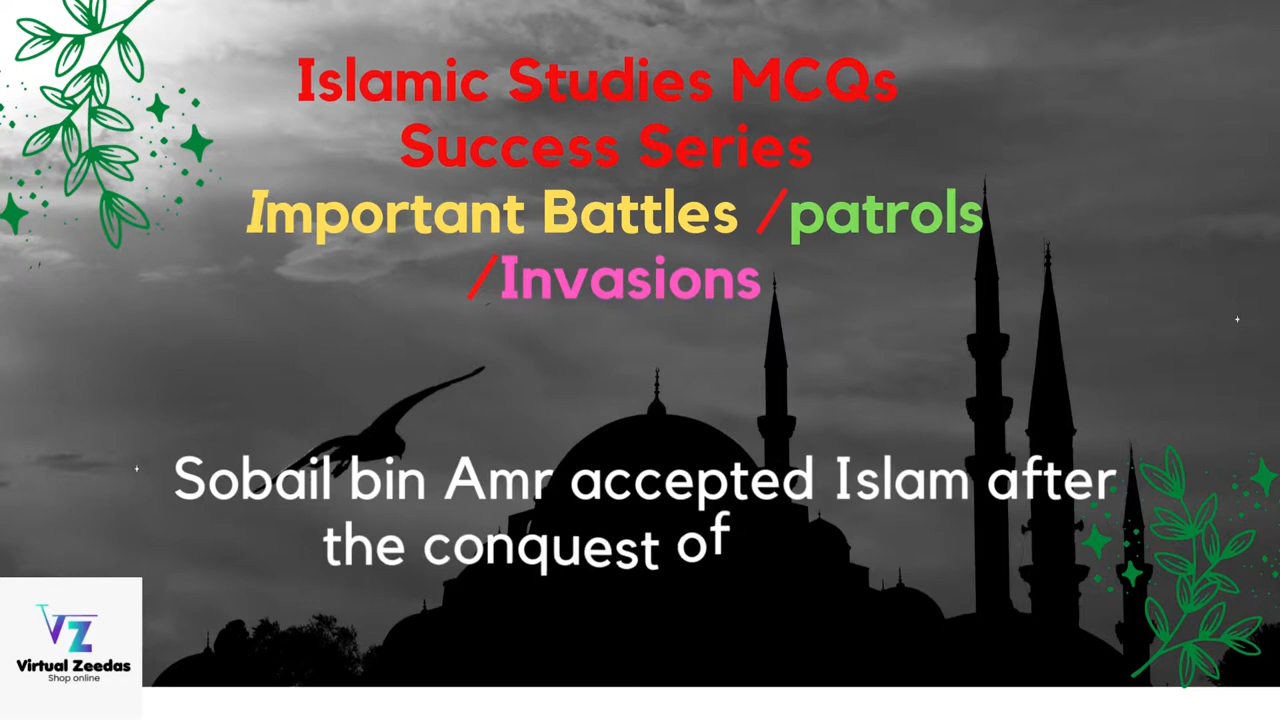 Islamic Studies MCQs
Success Series
Important Battles /patrols
/Invasions
Sobail bin Amr accepted Islam after
the conquest of
VZ
Virtual Zeedas
Shop online